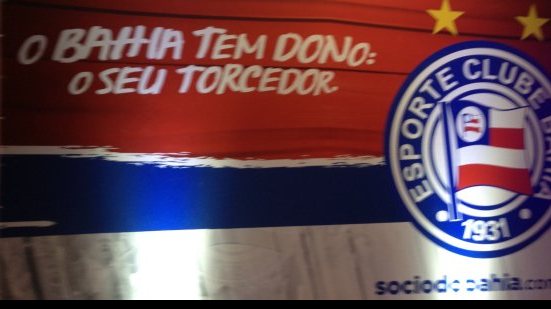 O BAHIA TEM DONO:
O SEU TORCEDOR.
ESPORTE CLUBE BAHIA
1931
sociodobahia.com